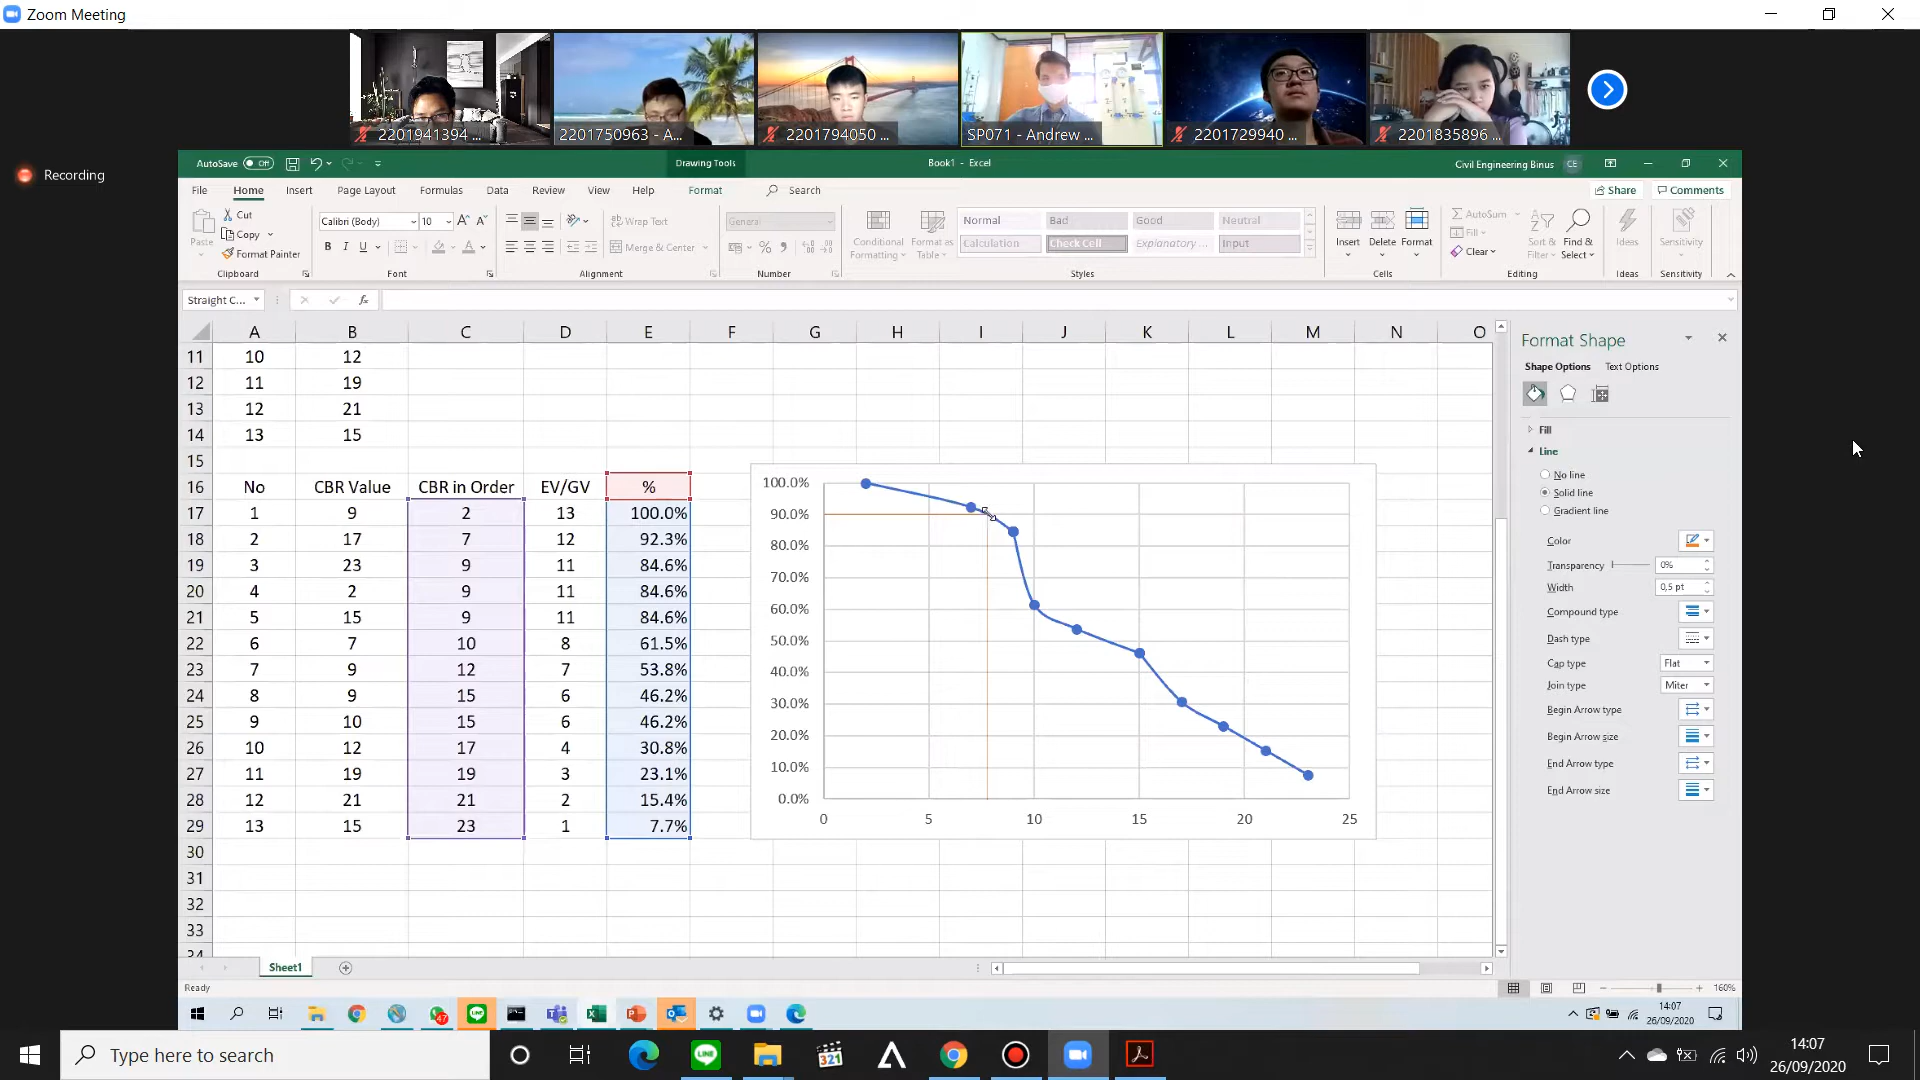 Zoom Meeting
2201941394 ...
2201750963 - A...
2201794050 ...
SP071 - Andrew ...
2201729940 ...
2201835896 ...
Recording
AutoSave Off
Drawing Tools
Book1 - Excel
Civil Engineering Binus CE
File Home Insert Page Layout Formulas Data Review View Help Format Search Share Comments
Paste Cut Copy Format Painter
Calibri (Body) 10
B I U
Wrap Text
Merge & Center
General
Conditional Formatting
Format as Table
Normal Bad Good Neutral
Calculation Check Cell Explanatory ... Input
Insert Delete Format
AutoSum
Fill
Clear
Sort & Filter
Find & Select
Ideas
Sensitivity
Clipboard Font Alignment Number Styles Cells Editing Ideas Sensitivity
Straight C... fx
A B C D E F G H I J K L M N O
11 10 12
12 11 19
13 12 21
14 13 15
15
16 No CBR Value CBR in Order EV/GV %
17 1 9 2 13 100.0%
18 2 17 7 12 92.3%
19 3 23 9 11 84.6%
20 4 2 9 11 84.6%
21 5 15 9 11 84.6%
22 6 7 10 8 61.5%
23 7 9 12 7 53.8%
24 8 9 15 6 46.2%
25 9 10 15 6 46.2%
26 10 12 17 4 30.8%
27 11 19 19 3 23.1%
28 12 21 21 2 15.4%
29 13 15 23 1 7.7%
30
31
32
33
34
100.0%
90.0%
80.0%
70.0%
60.0%
50.0%
40.0%
30.0%
20.0%
10.0%
0.0%
0 5 10 15 20 25
Format Shape
Shape Options Text Options
Fill
Line
No line
Solid line
Gradient line
Color
Transparency 0%
Width 0,5 pt
Compound type
Dash type
Cap type Flat
Join type Miter
Begin Arrow type
Begin Arrow size
End Arrow type
End Arrow size
Sheet1
Ready
160%
47
14:07
26/09/2020
Type here to search
321
14:07
26/09/2020